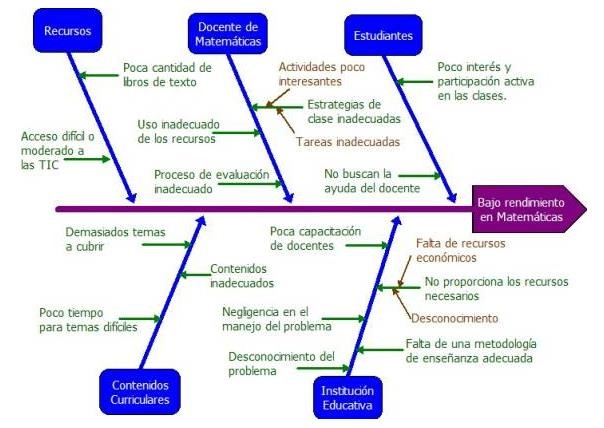 Recursos
Docente de
Matemáticas
Estudiantes
Poca cantidad de
libros de texto
Acceso difícil o
moderado a
las TIC
Actividades poco
interesantes
Estrategias de
clase inadecuadas
Tareas inadecuadas
Uso inadecuado
de los recursos
Proceso de evaluación
inadecuado
Poco interés y
participación activa
en las clases.
No buscan la
ayuda del docente
Bajo rendimiento
en Matemáticas
Demasiados temas
a cubrir
Contenidos
inadecuados
Poco tiempo
para temas difíciles
Contenidos
Curriculares
Poca capacitación
de docentes
Falta de recursos
económicos
No proporciona los recursos
necesarios
Desconocimiento
Negligencia en el
manejo del problema
Falta de una metodología
de enseñanza adecuada
Desconocimiento del
problema
Institución
Educativa